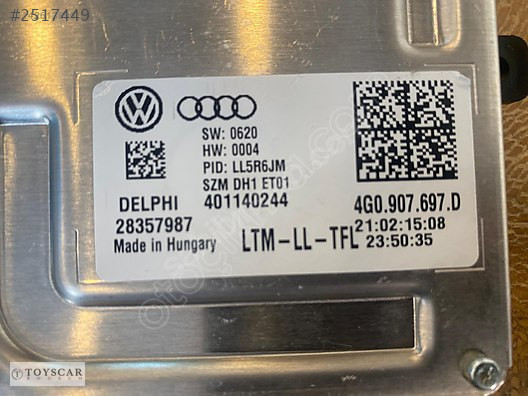 #2517449
SW: 0620
HW: 0004
PID: LL5R6JM
SZM DH1 ET01
DELPHI 401140244
28357987
Made in Hungary
LTM-LL-TFL
4G0.907.697.D
21:02:15:08
23:50:35
TOYSCAR